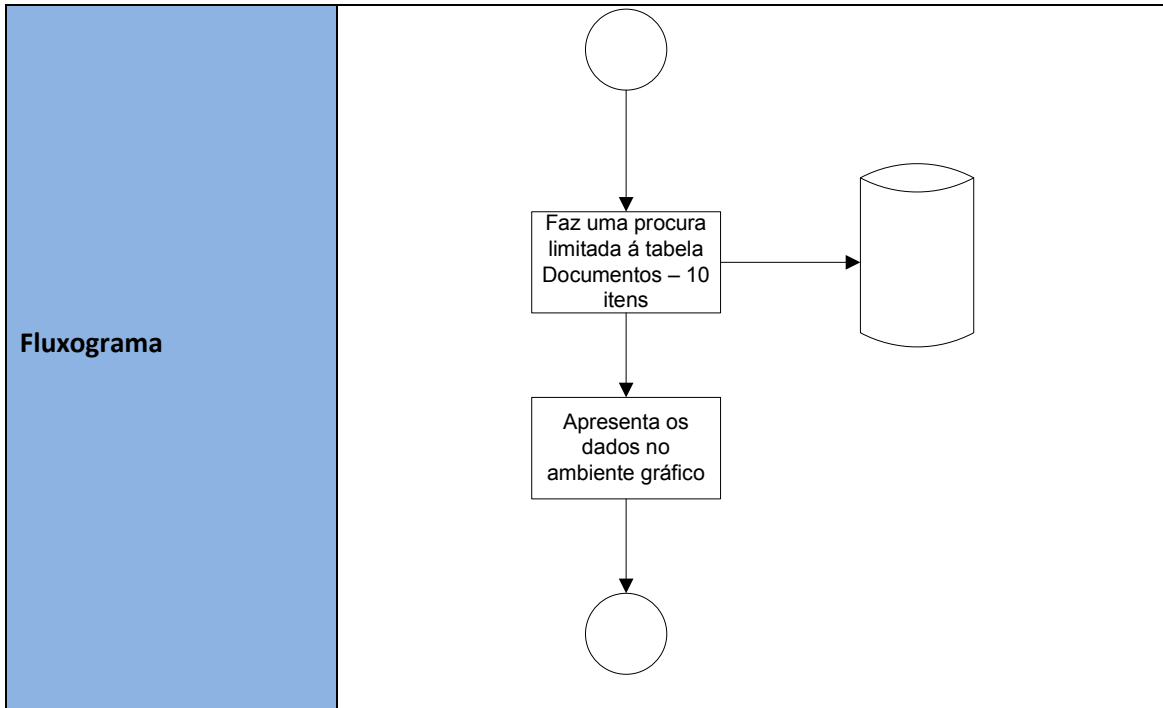 Fluxograma
Faz uma procura
limitada á tabela
Documentos – 10
itens
Apresenta os
dados no
ambiente gráfico